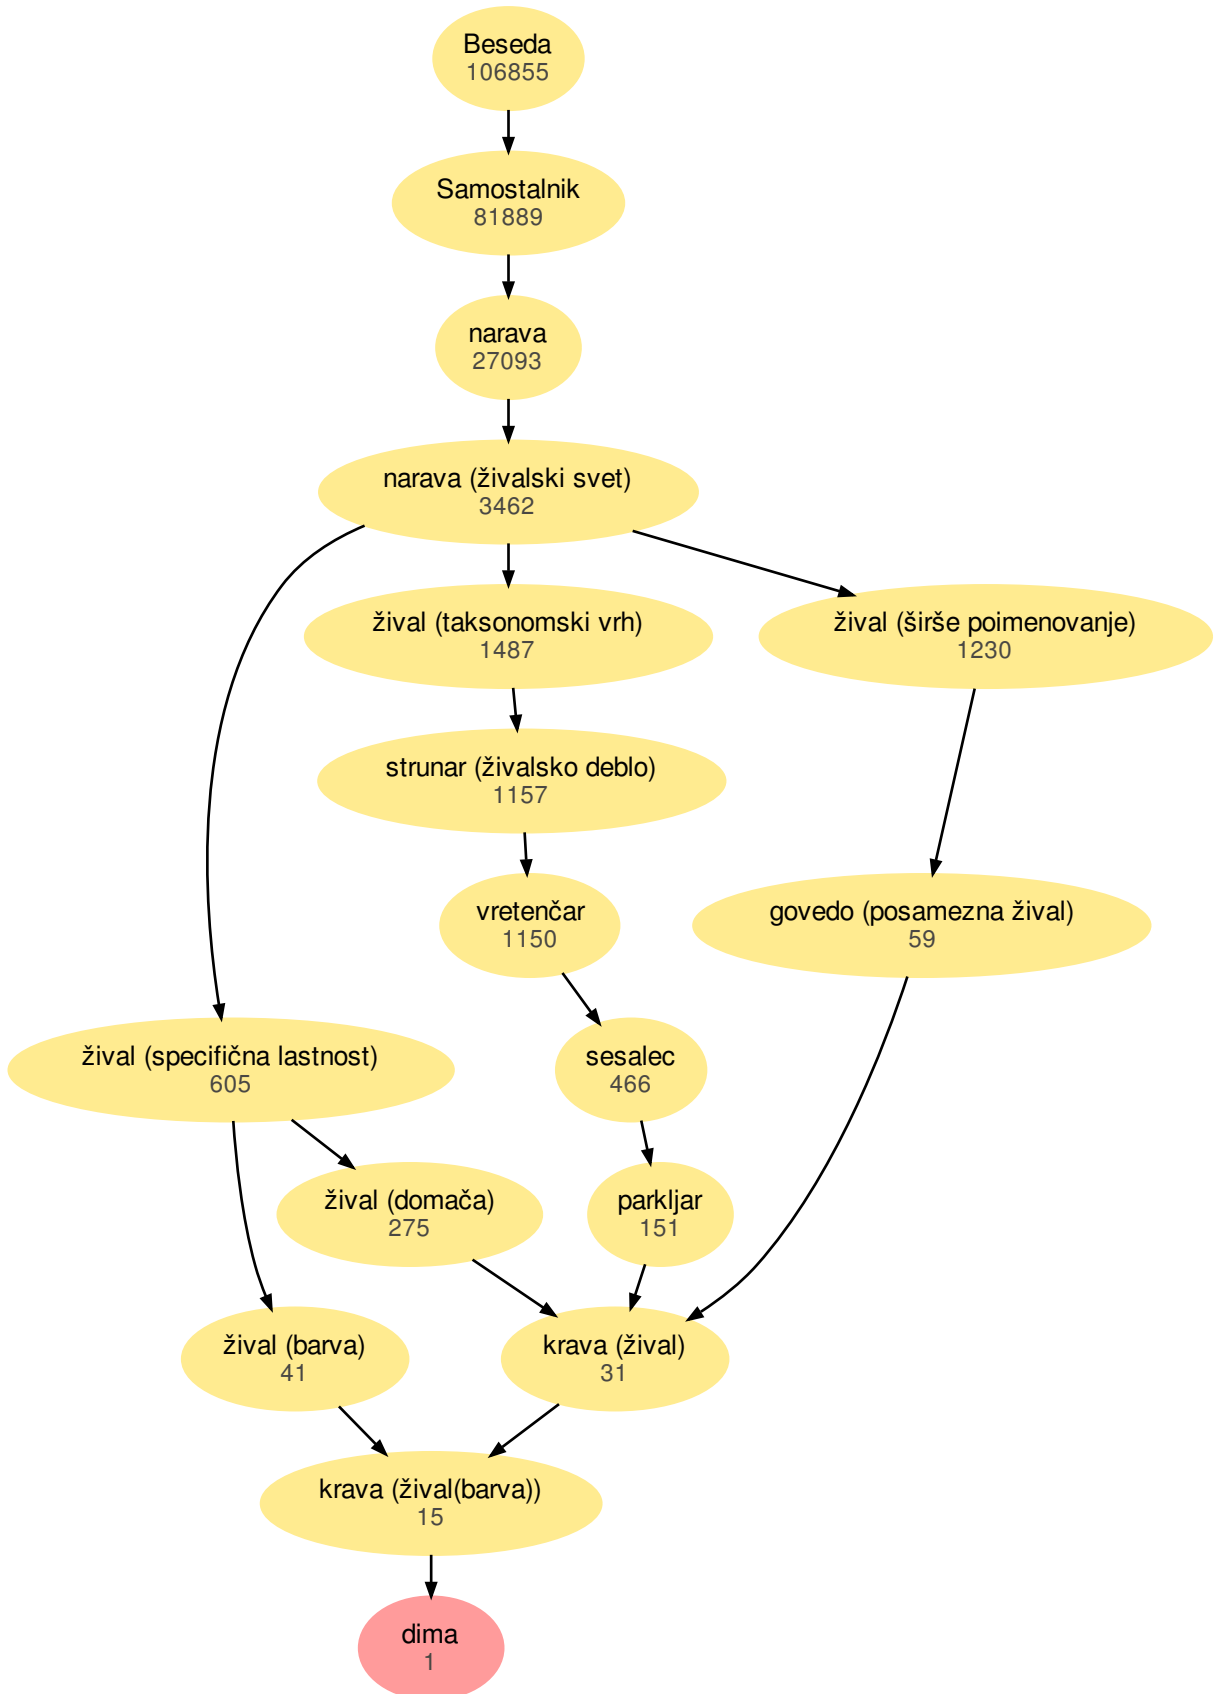 Beseda
106855
Samostalnik
81889
narava
27093
narava (živalski svet)
3462
žival (taksonomski vrh)
1487
žival (širše poimenovanje)
1230
strunar (živalsko deblo)
1157
vretenčar
1150
govedo (posamezna žival)
59
žival (specifična lastnost)
605
sesalec
466
žival (domača)
275
parkljar
151
žival (barva)
41
krava (žival)
31
krava (žival(barva))
15
dima
1